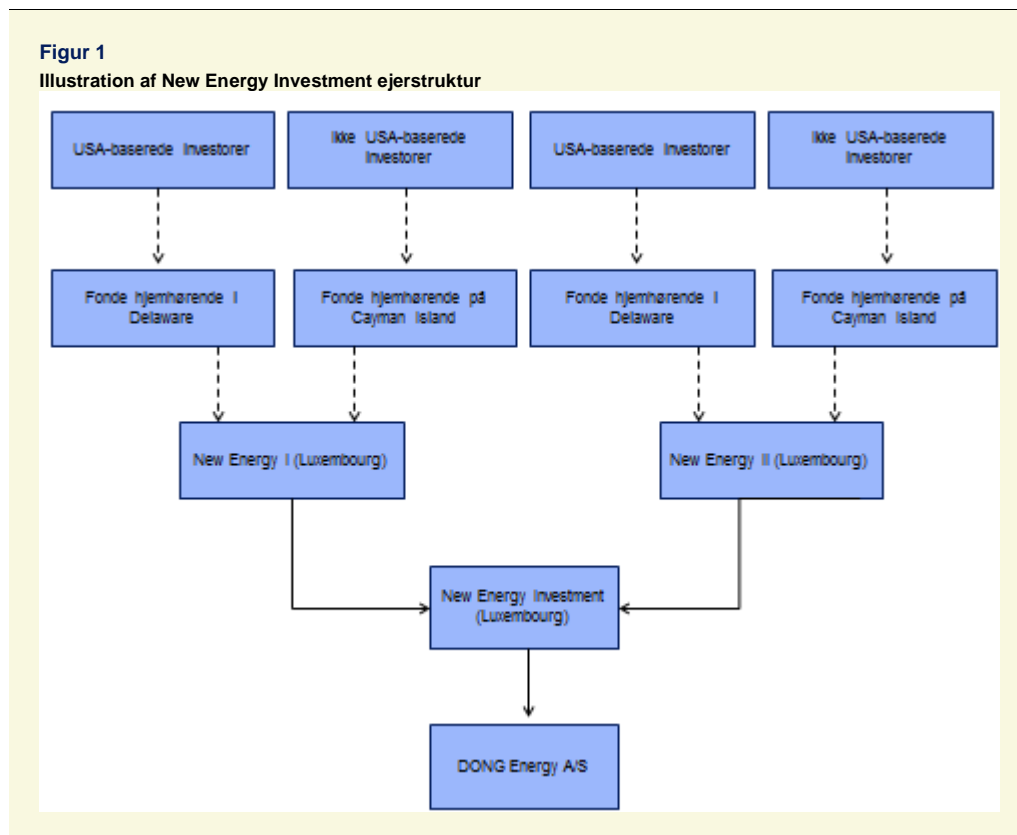 Figur 1
Illustration af New Energy Investment ejerstruktur
USA-baserede Investorer
Ikke USA-baserede
Investorer
USA-baserede Investorer
Ikke USA-baserede
Investorer
Fonde hjemhørende I
Delaware
Fonde hjemhørende på
Cayman Island
Fonde hjemhørende I
Delaware
Fonde hjemhørende på
Cayman Island
New Energy I (Luxembourg)
New Energy II (Luxembourg)
New Energy Investment
(Luxembourg)
DONG Energy A/S